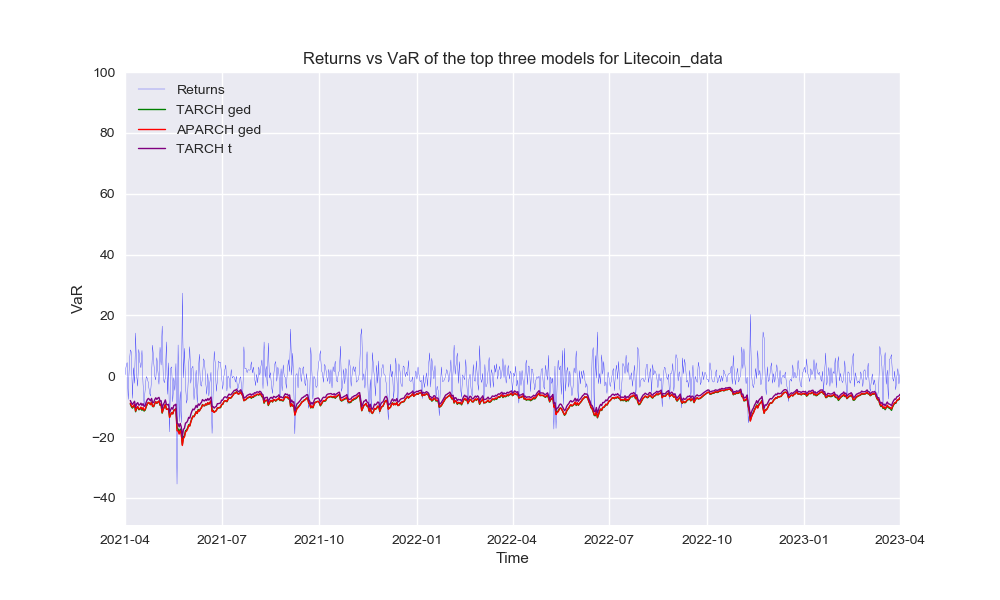 Returns vs VaR of the top three models for Litecoin_data
100
80
60
40
20
0
−20
−40
VaR
Returns
TARCH ged
APARCH ged
TARCH t
2021-04 2021-07 2021-10 2022-01 2022-04 2022-07 2022-10 2023-01 2023-04
Time